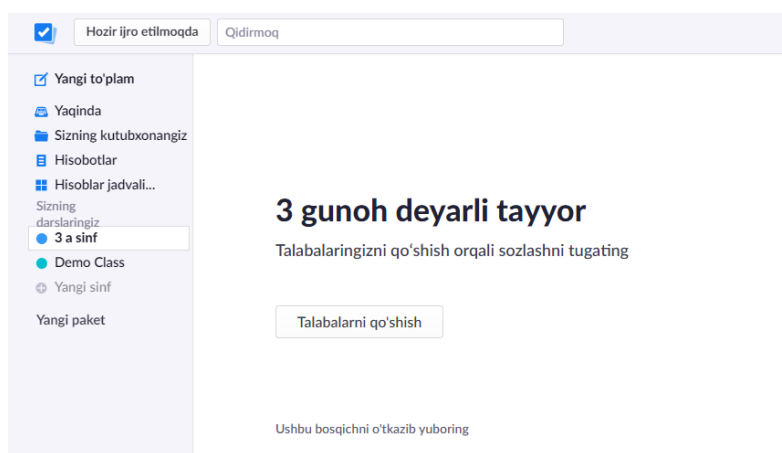 Hozir ijro etilmoqda
Qidirmoq
Yangi to'plam
Yaqinda
Sizning kutubxonangiz
Hisobotlar
Hisoblar jadvali...
Sizning
darslaringiz
3 a sinf
Demo Class
Yangi sinf
Yangi paket
3 gunoh deyarli tayyor
Talabalaringizni qo'shish orqali sozlashni tugating
Talabalarni qo'shish
Ushbu bosqichni o'tkazib yuboring